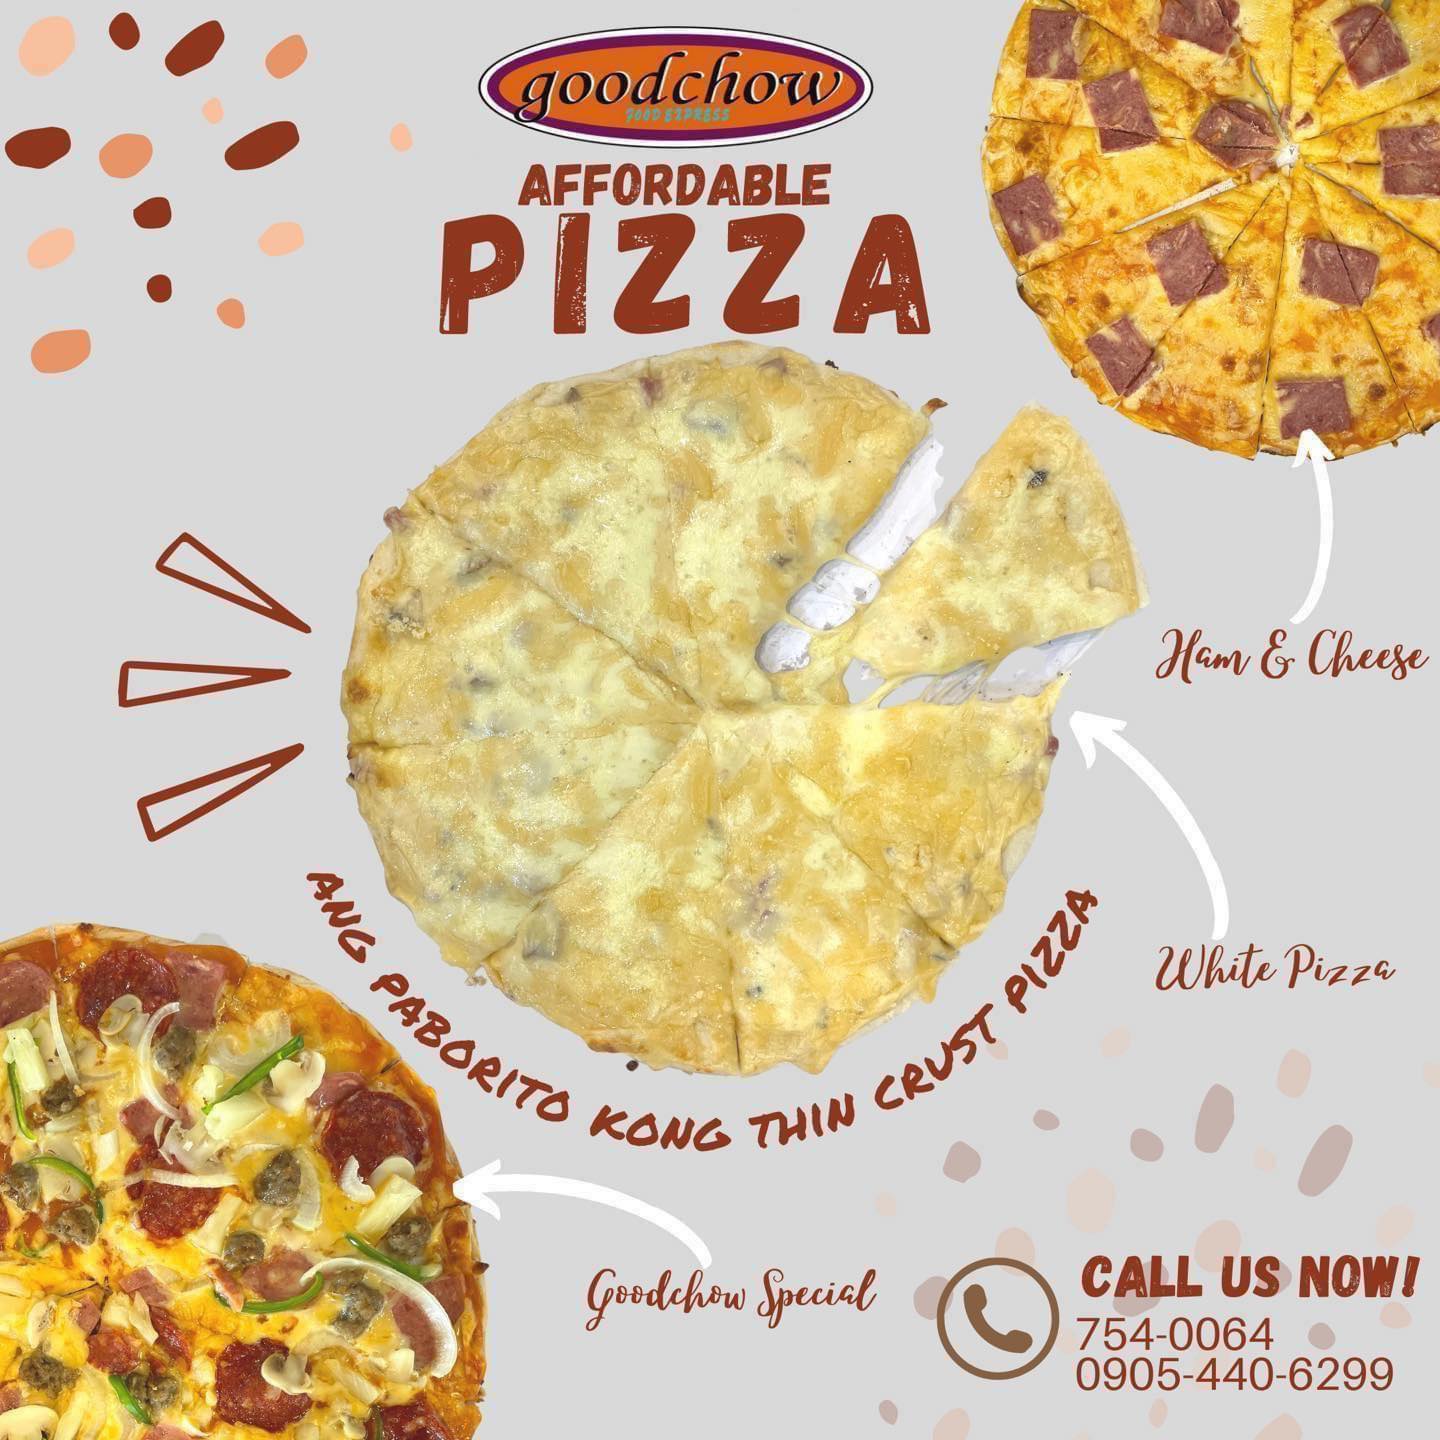 goodchow
FOOD EXPRESS
AFFORDABLE
PIZZA
Ham & Cheese
White Pizza
ANG PABORITO KONG THIN CRUST PIZZA
Goodchow Special
CALL US NOW!
754-0064
0905-440-6299